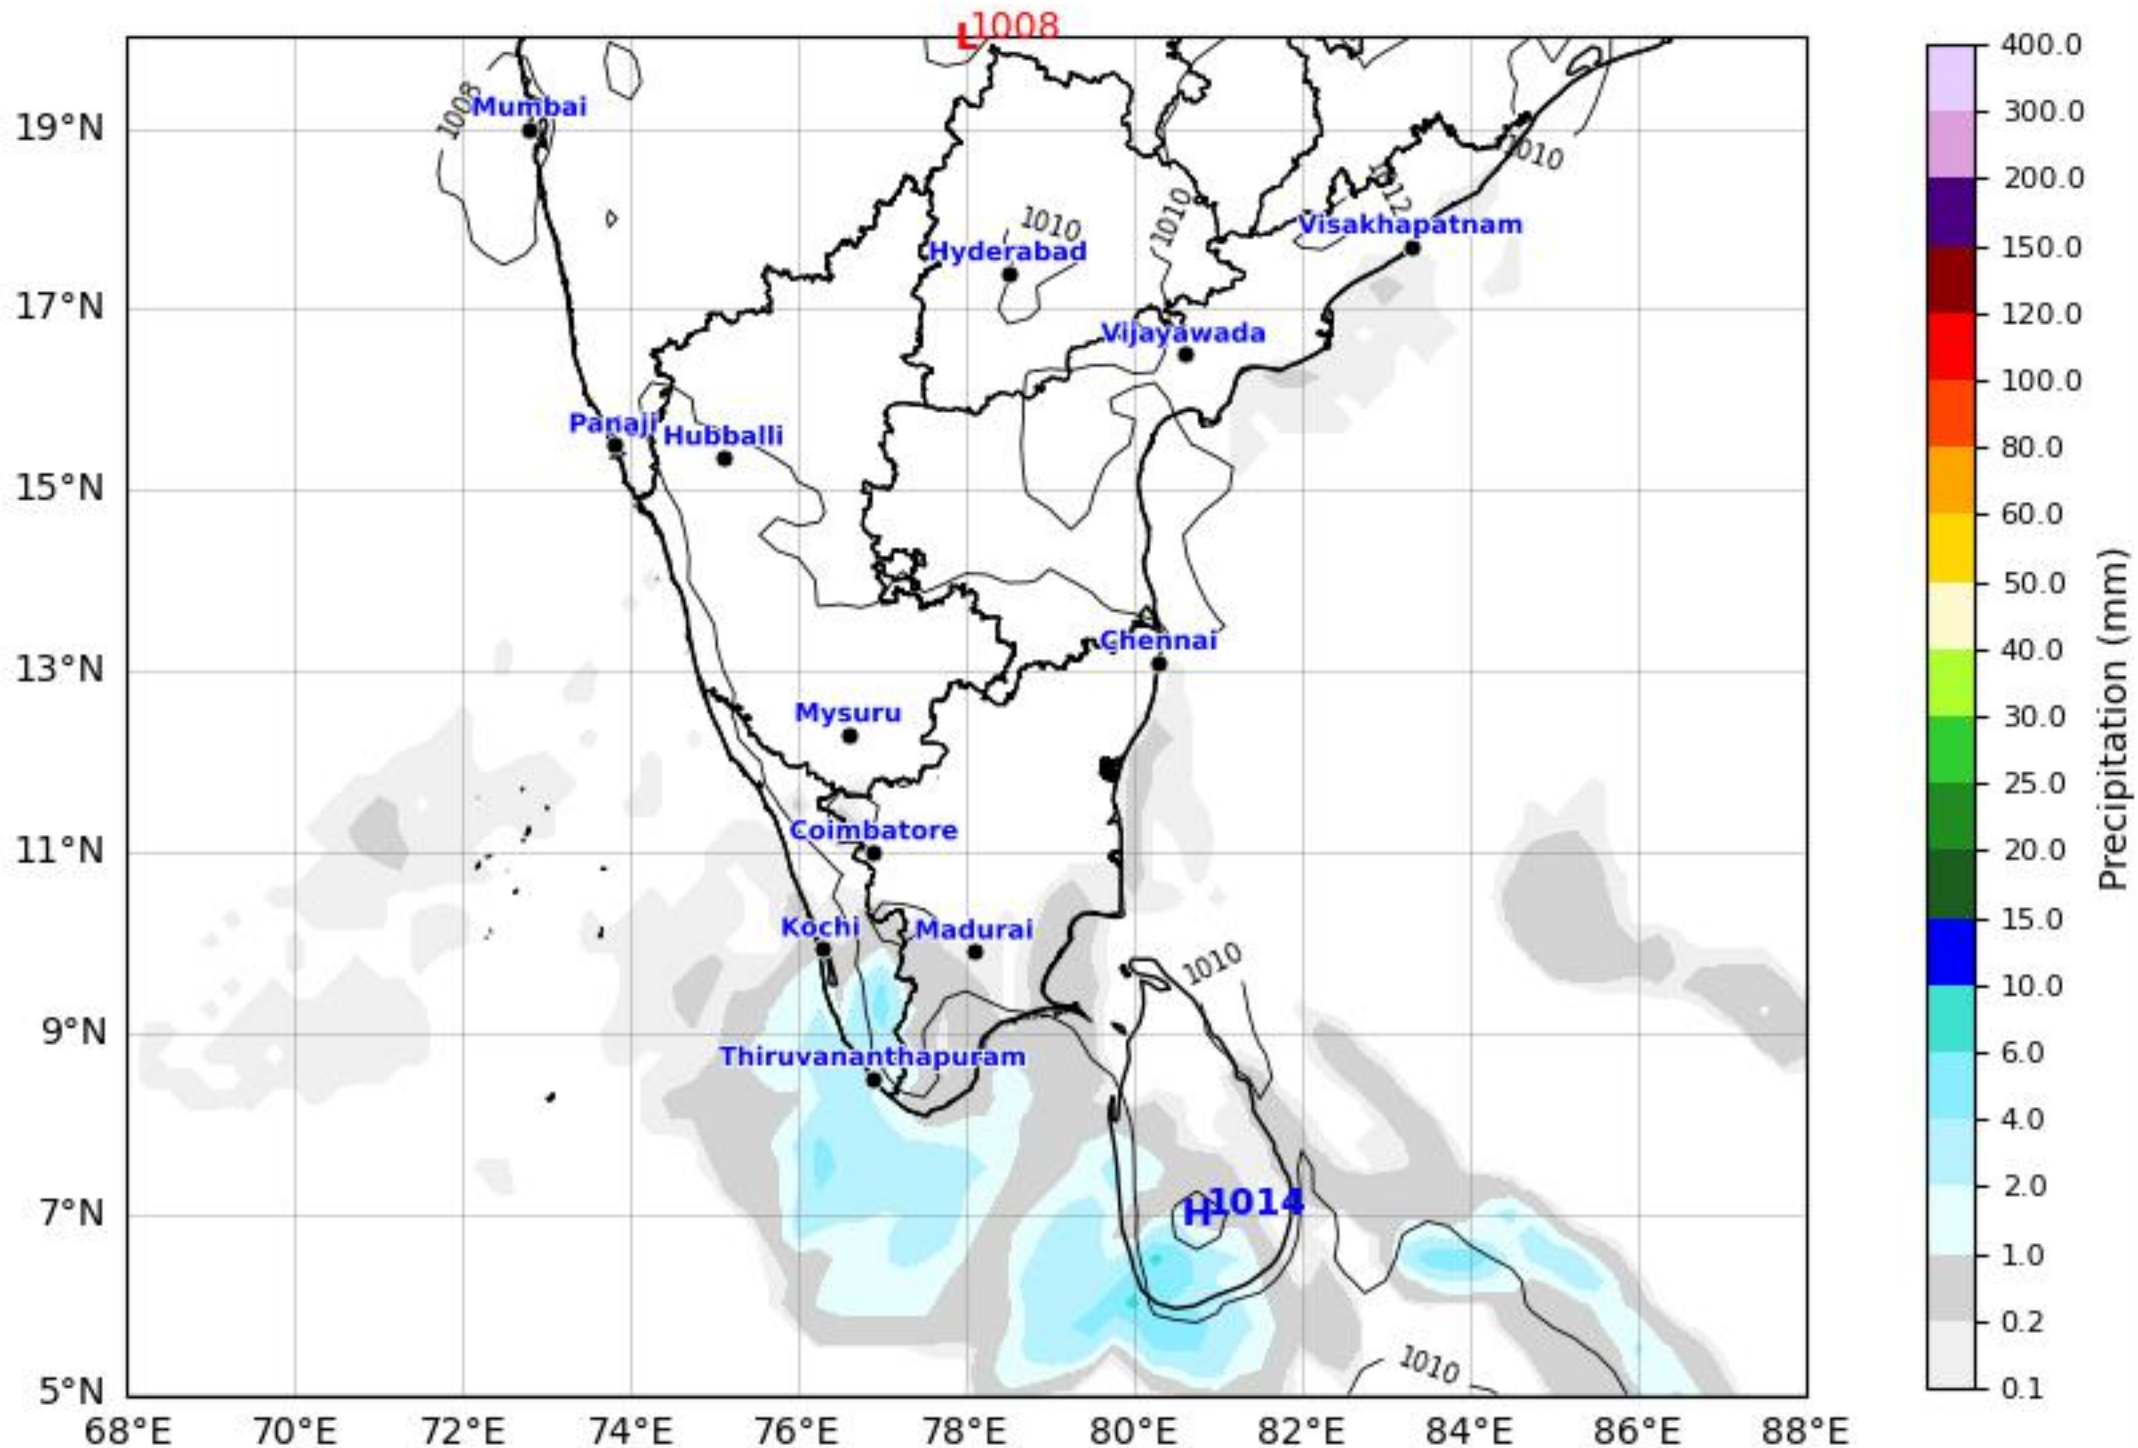 L1008
1008
Mumbai
19°N
1010
1012
1010
1010
Visakhapatnam
Hyderabad
17°N
Vijayawada
Panaji
Hubballi
15°N
Chennai
13°N
Mysuru
Coimbatore
11°N
Kochi
Madurai
1010
9°N
Thiruvananthapuram
H1014
7°N
1010
5°N
68°E
70°E
72°E
74°E
76°E
78°E
80°E
82°E
84°E
86°E
88°E
400.0
300.0
200.0
150.0
120.0
100.0
80.0
60.0
50.0
40.0
30.0
25.0
20.0
15.0
10.0
6.0
4.0
2.0
1.0
0.2
0.1
Precipitation (mm)